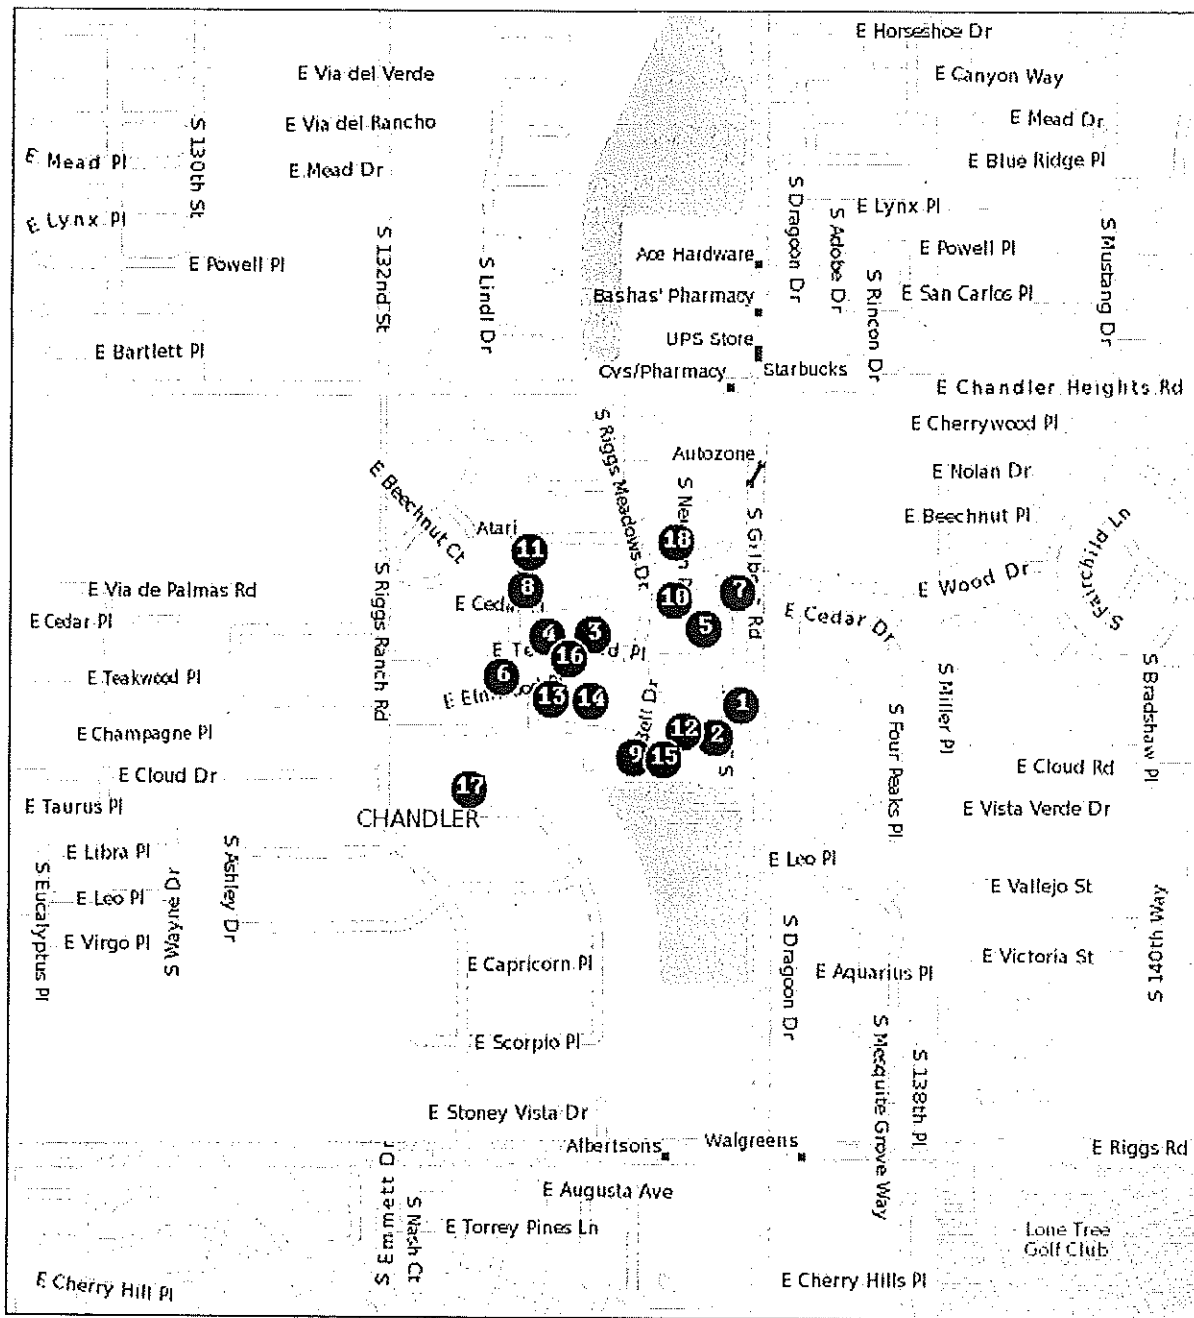 E Horseshoe Dr
E Via del Verde
E Canyon Way
E Via del Rancho
E Mead Dr
S 130th St
E Mead Pl
E Mead Dr
E Blue Ridge Pl
E Lynx Pl
S Dragoon Dr
E Lynx Pl
S Adobe Dr
S 132nd St
S Lindl Dr
Ace Hardware
E Powell Pl
S Mustang Dr
E Powell Pl
Bashas' Pharmacy
S Rincon Dr
E San Carlos Pl
E Bartlett Pl
UPS Store
Cvs/Pharmacy
Starbucks
E Chandler Heights Rd
E Cherrywood Pl
S Riggs Meadows Dr
Autozone
E Nolan Dr
E Beechnut Ct
Atari
E Beechnut Pl
S Fairchild Ln
11
18
S Riggs Ranch Rd
E Via de Palmas Rd
8
10
7
E Wood Dr
E Cedar Pl
5
E Cedar Dr
4
3
16
E Teakwood Pl
6
S Miller Pl
S Bradshaw Pl
13
14
1
E Champagne Pl
12
2
S Four Peaks Pl
9
15
E Cloud Dr
17
E Cloud Rd
E Taurus Pl
CHANDLER
E Vista Verde Dr
E Libra Pl
S Ashley Dr
E Leo Pl
S Eucalyptus Pl
E Leo Pl
S Wayne Dr
E Vallejo St
S 140th Way
E Virgo Pl
S Dragoon Dr
E Capricorn Pl
E Aquarius Pl
E Victoria St
E Scorpio Pl
S Mesquite Grove Way
S 138th Pl
E Stoney Vista Dr
Albertsons
Walgreens
E Riggs Rd
S Emmett Dr
S Nash Ct
E Augusta Ave
E Torrey Pines Ln
Lone Tree
Golf Club
E Cherry Hill Pl
E Cherry Hills Pl